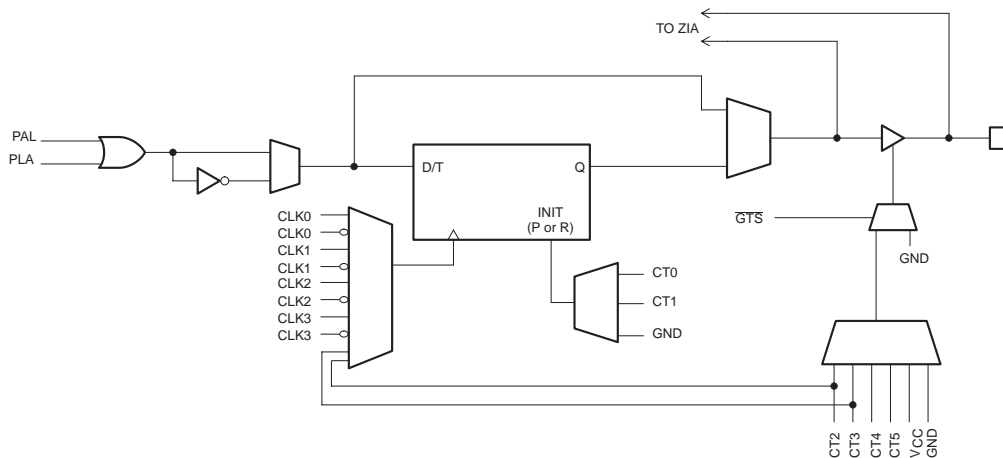 TO ZIA
PAL
PLA
D/T
Q
INIT
(P or R)
CLK0
CLK0
CLK1
CLK1
CLK2
CLK2
CLK3
CLK3
CT0
CT1
GND
GTS
GND
CT2
CT3
CT4
CT5
VCC
GND